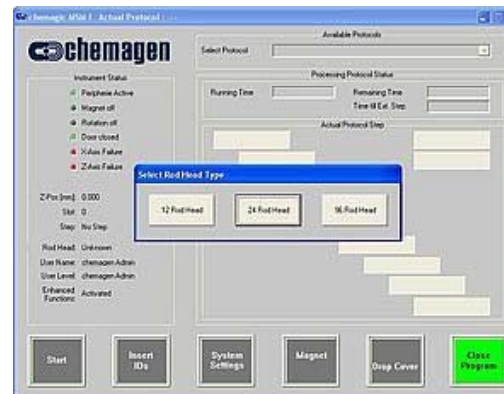 chemagic MSM I - Actual Protocol : ---
chemagen
Available Protocols
Select Protocol
Instrument Status
Peripherie Active
Magnet off
Rotation off
Door closed
X-Axis Failure
Z-Axis Failure
Processing Protocol Status
Running Time
Remaining Time
Time till Ext. Step
Actual Protocol Step
Select Rod Head Type
12 Rod Head
24 Rod Head
96 Rod Head
Z-Pos [mm] 0.000
Slot 0
Step No Step
Rod Head Unknown
User Name chemagen Admin
User Level chemagen Admin
Enhanced Functions Activated
Start
Insert
IDs
System
Settings
Magnet
Drop Cover
Close
Program